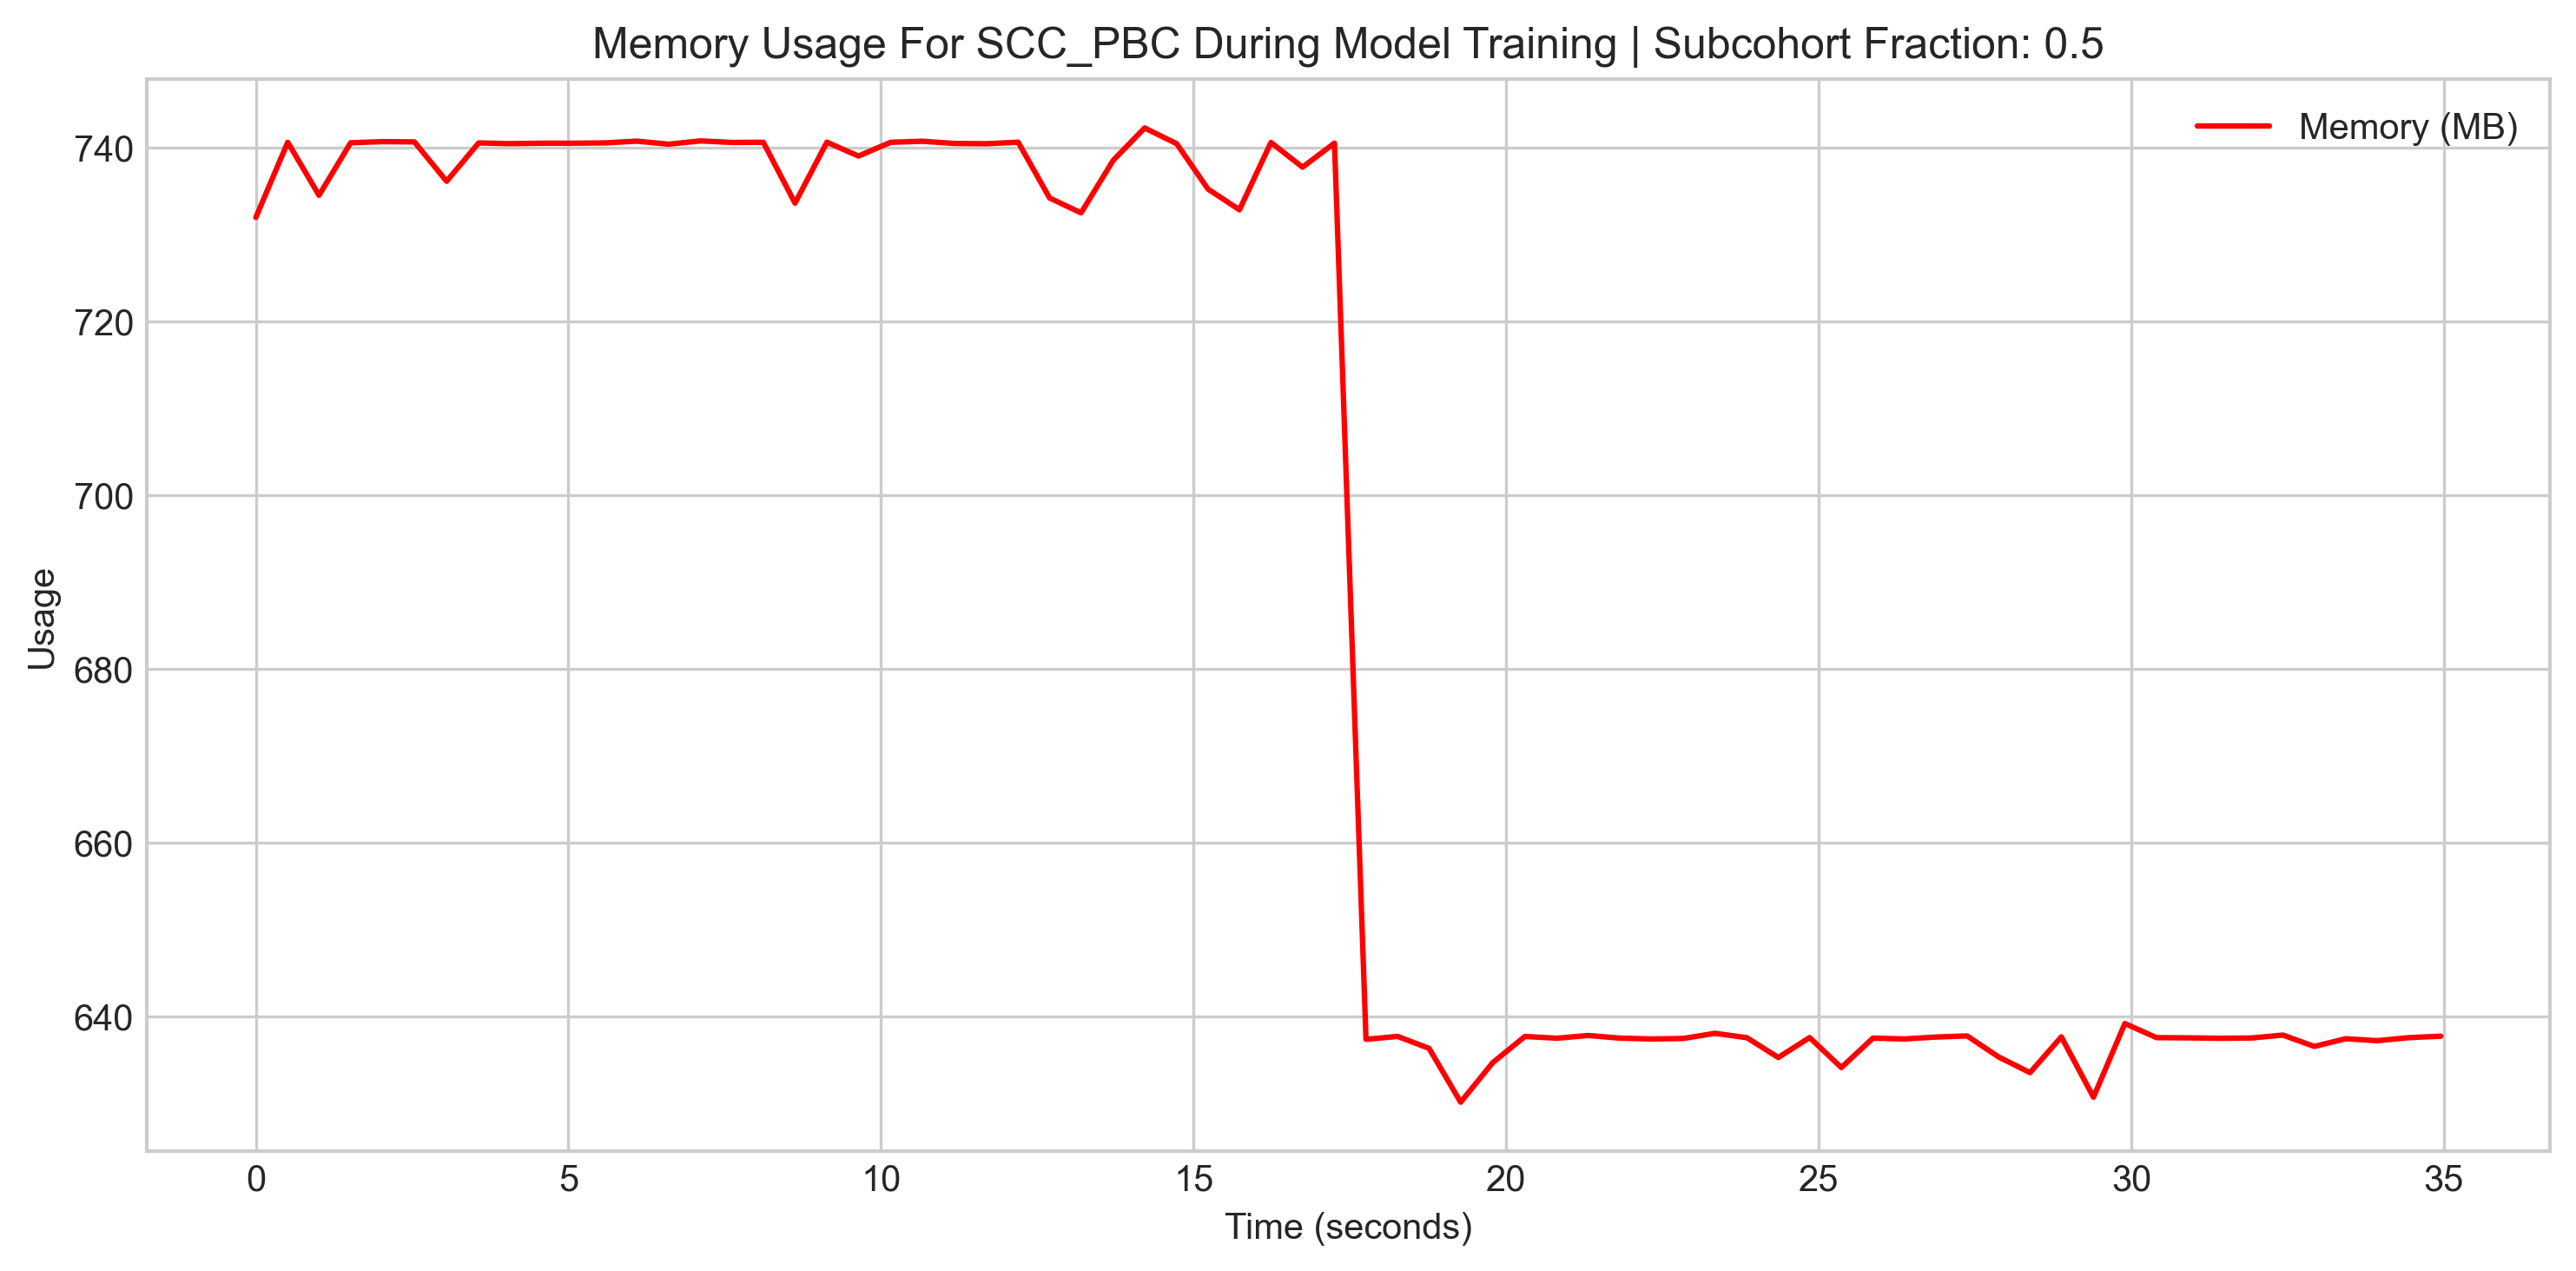 Memory Usage For SCC_PBC During Model Training | Subcohort Fraction: 0.5
Memory (MB)
740
720
700
680
660
640
Usage
0 5 10 15 20 25 30 35
Time (seconds)